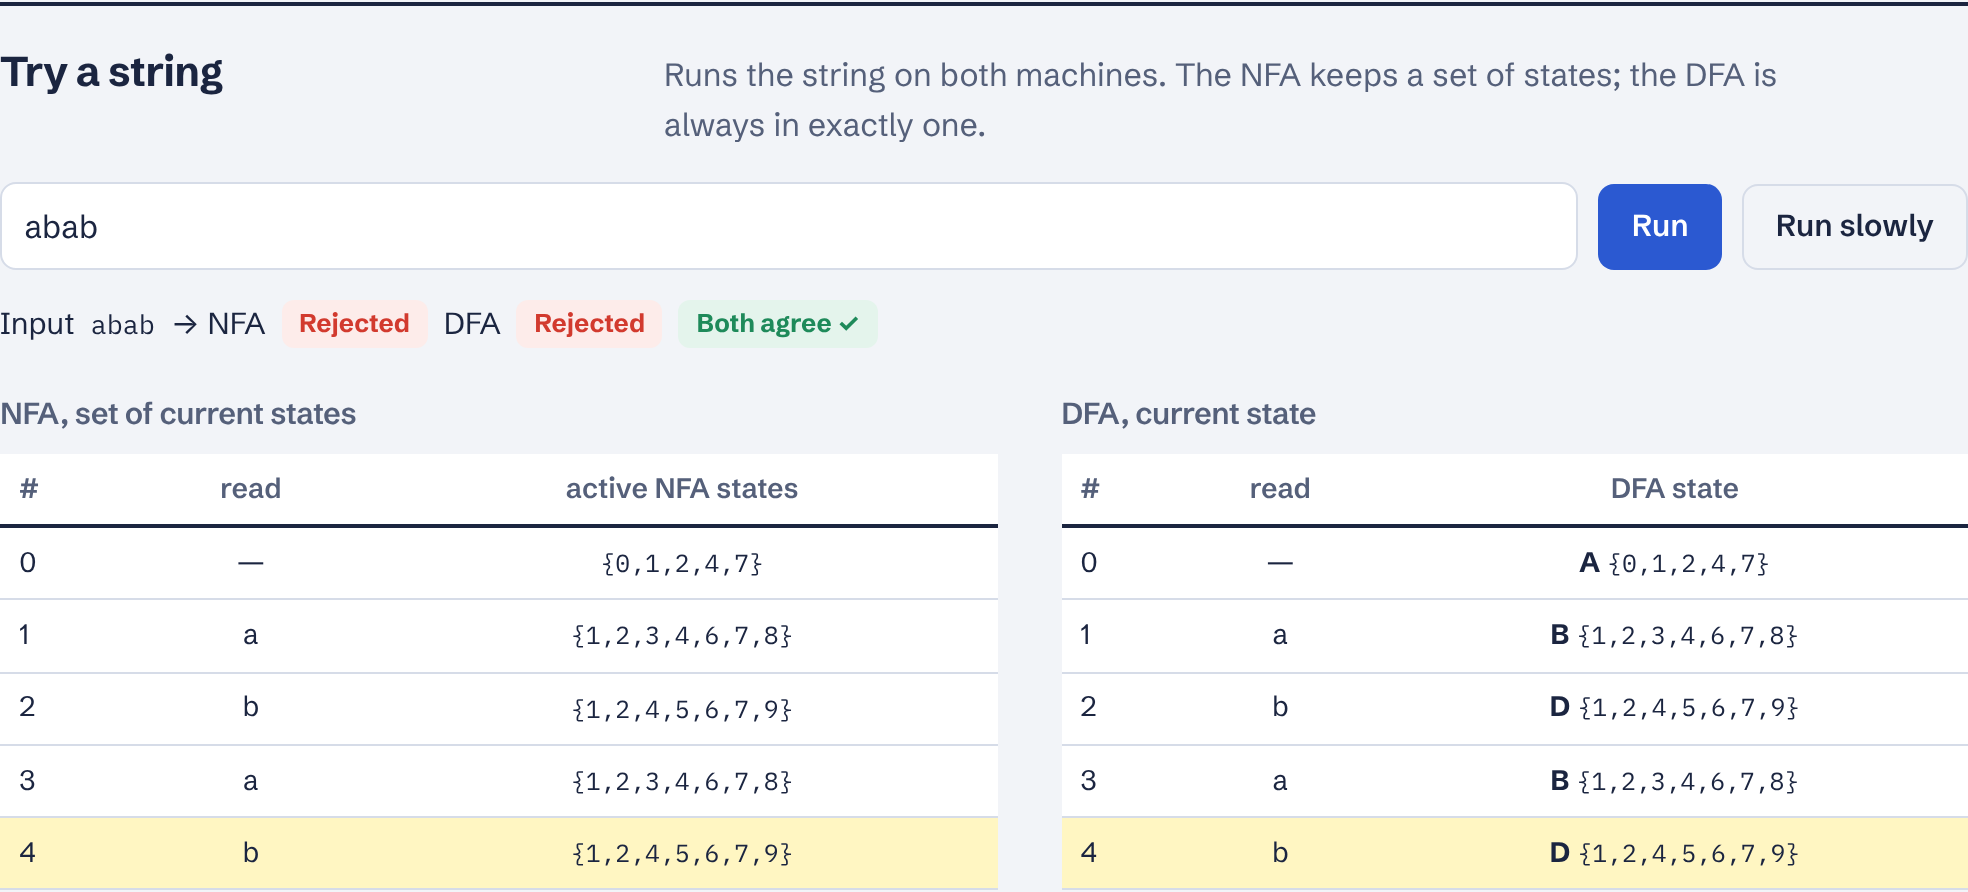 Try a string
Runs the string on both machines. The NFA keeps a set of states; the DFA is
always in exactly one.
abab
Run
Run slowly
Input abab → NFA Rejected DFA Rejected Both agree ✓
NFA, set of current states
# read active NFA states
0 — {0,1,2,4,7}
1 a {1,2,3,4,6,7,8}
2 b {1,2,4,5,6,7,9}
3 a {1,2,3,4,6,7,8}
4 b {1,2,4,5,6,7,9}
DFA, current state
# read DFA state
0 — A {0,1,2,4,7}
1 a B {1,2,3,4,6,7,8}
2 b D {1,2,4,5,6,7,9}
3 a B {1,2,3,4,6,7,8}
4 b D {1,2,4,5,6,7,9}